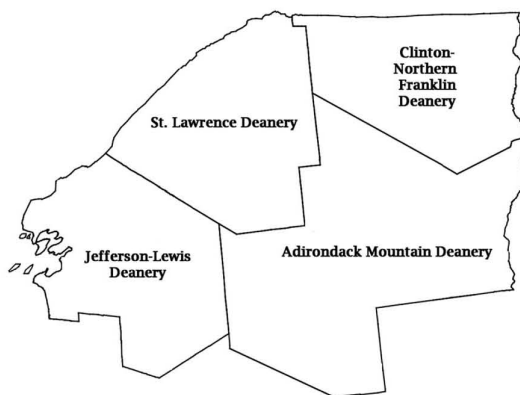 Clinton-
Northern
Franklin
Deanery
St. Lawrence Deanery
Jefferson-Lewis
Deanery
Adirondack Mountain Deanery